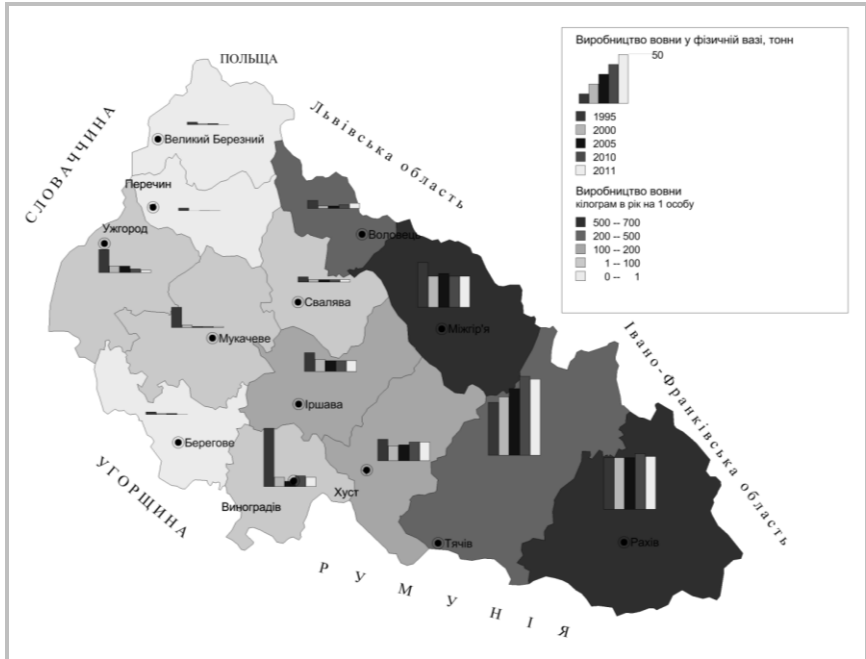 Виробництво вовни у фізичній вазі, тонн
50
1995
2000
2005
2010
2011
Виробництво вовни
кілограм в рік на 1 особу
500 -- 700
200 -- 500
100 -- 200
1 -- 100
0 -- 1
ПОЛЬЩА
СЛОВАЧЧИНА
Львівська область
Великий Березний
Перечин
Ужгород
Воловець
Свалява
Міжгір'я
Мукачеве
Івано-Франківська область
Іршава
Берегове
УГОРЩИНА
Виноградів
Хуст
Тячів
Рахів
РУМУНІЯ